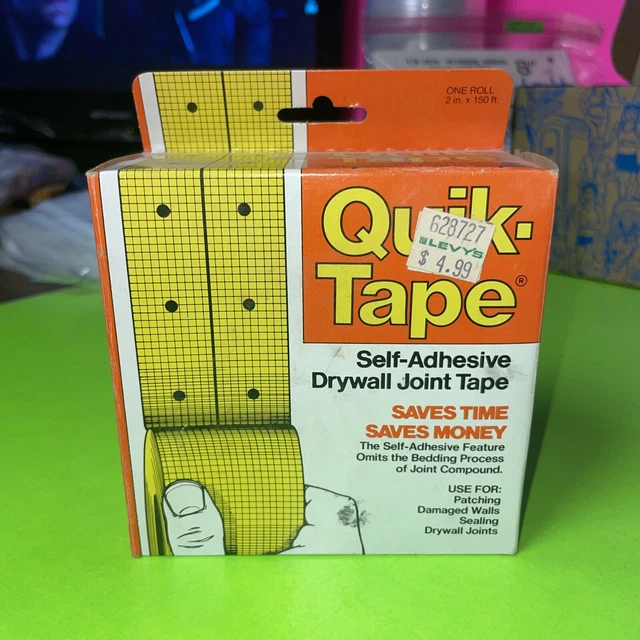 ONE ROLL
2 in. x 150 ft.
Quik-
Tape®
628727
LEVY'S
$ 4.99
Self-Adhesive
Drywall Joint Tape
SAVES TIME
SAVES MONEY
The Self-Adhesive Feature
Omits the Bedding Process
of Joint Compound.
USE FOR:
Patching
Damaged Walls
Sealing
Drywall Joints